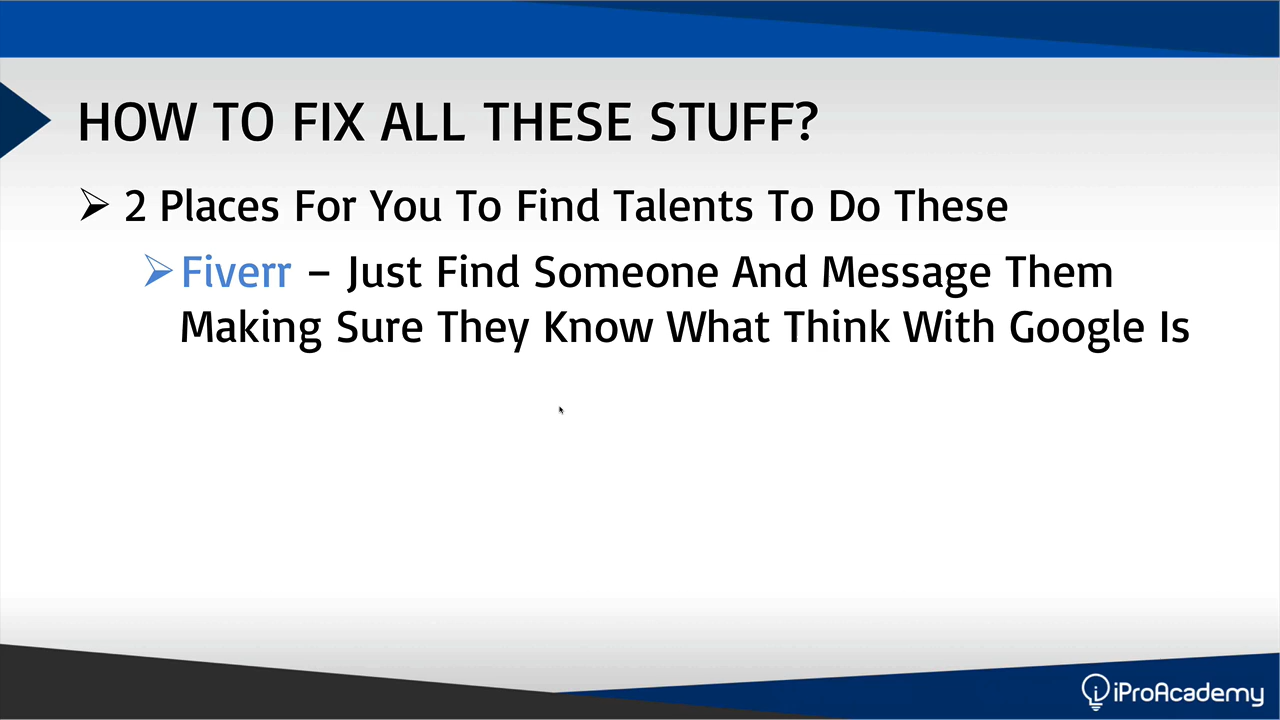 HOW TO FIX ALL THESE STUFF?
2 Places For You To Find Talents To Do These
Fiverr – Just Find Someone And Message Them
Making Sure They Know What Think With Google Is
iProAcademy